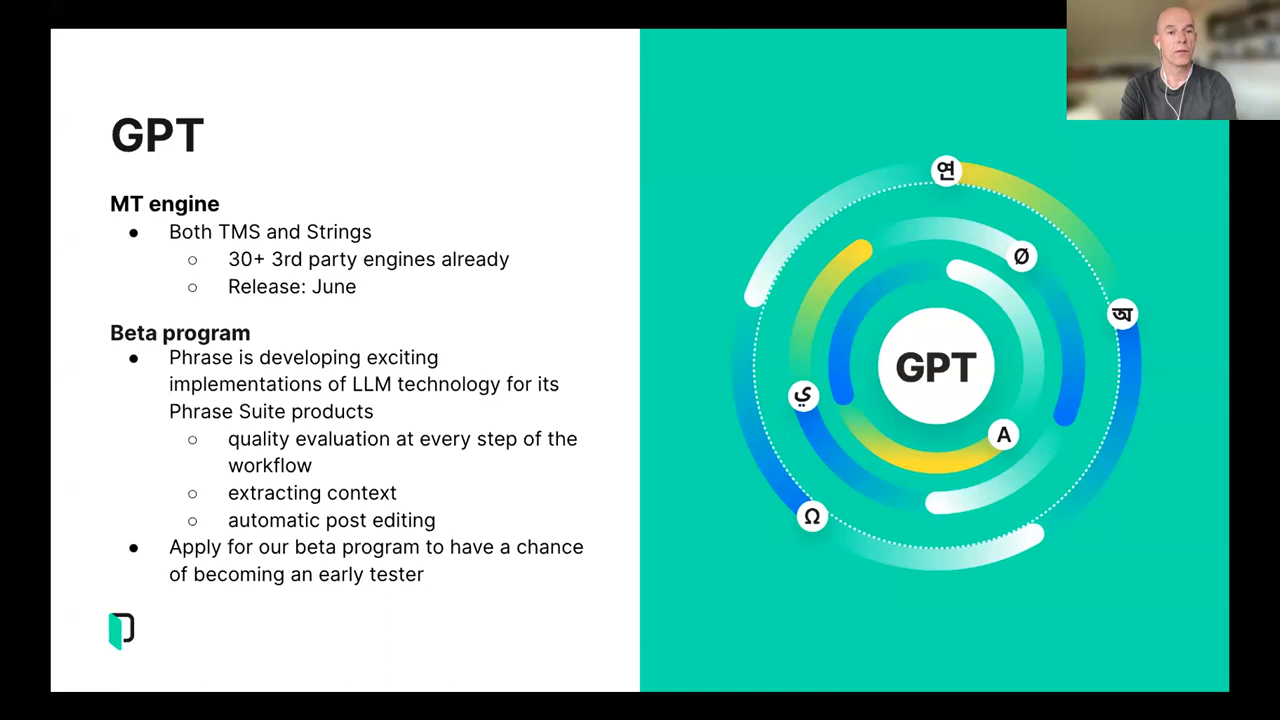 GPT
MT engine
● Both TMS and Strings
○ 30+ 3rd party engines already
○ Release: June
Beta program
● Phrase is developing exciting
implementations of LLM technology for its
Phrase Suite products
○ quality evaluation at every step of the
workflow
○ extracting context
○ automatic post editing
● Apply for our beta program to have a chance
of becoming an early tester
연
Ø
অ
GPT
ي
A
Ω